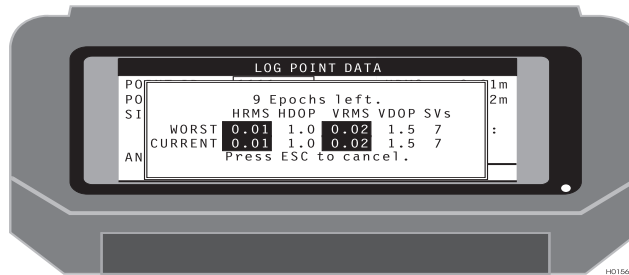 LOG POINT DATA
PO 1m
PO 9 Epochs left. 2m
SI HRMS HDOP VRMS VDOP SVs
WORST 0.01 1.0 0.02 1.5 7 :
CURRENT 0.01 1.0 0.02 1.5 7
AN Press ESC to cancel.
H0156